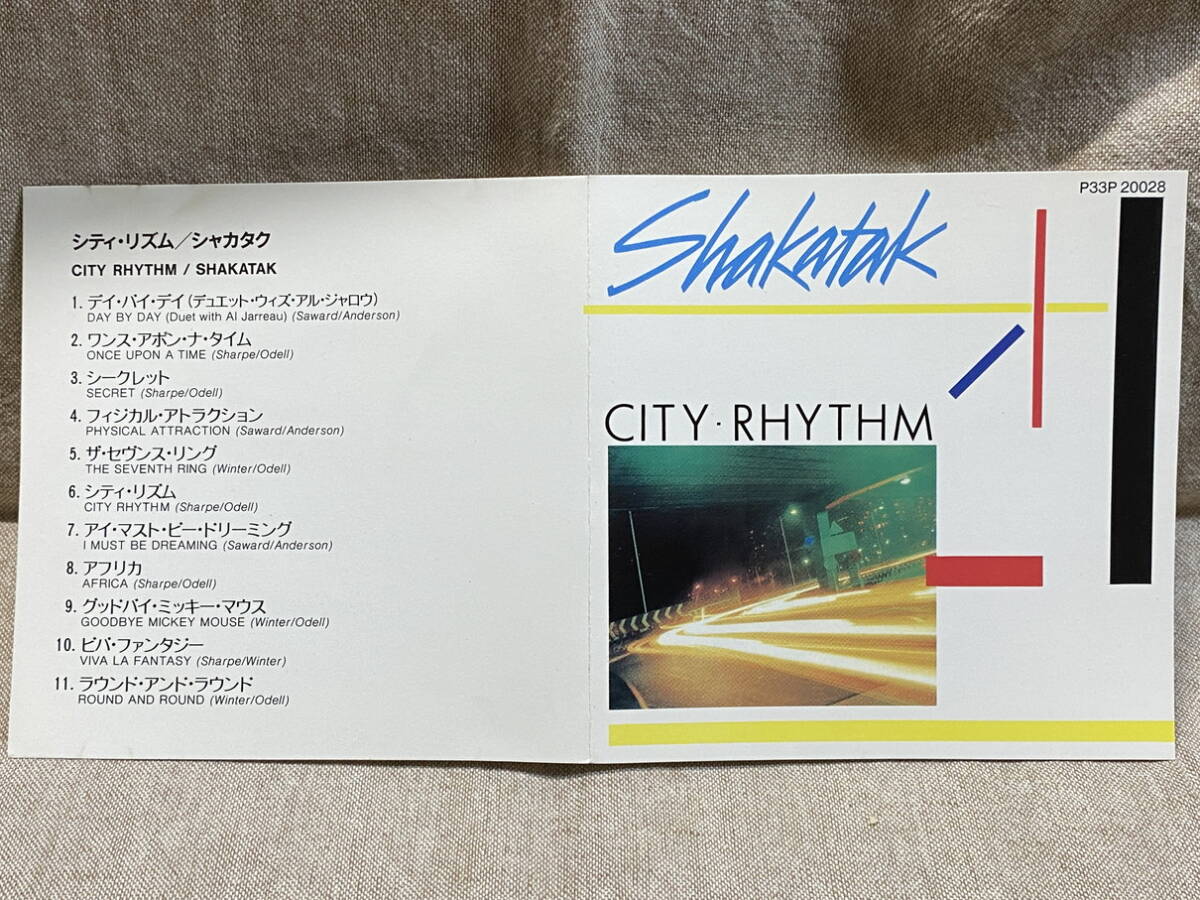 シティ・リズム／シャカタク
CITY RHYTHM / SHAKATAK
1. デイ・バイ・デイ（デュエット・ウィズ・アル・ジャロウ）
DAY BY DAY (Duet with Al Jarreau) (Saward/Anderson)
2. ワンス・アポン・ナ・タイム
ONCE UPON A TIME (Sharpe/Odell)
3. シークレット
SECRET (Sharpe/Odell)
4. フィジカル・アトラクション
PHYSICAL ATTRACTION (Saward/Anderson)
5. ザ・セヴンス・リング
THE SEVENTH RING (Winter/Odell)
6. シティ・リズム
CITY RHYTHM (Sharpe/Odell)
7. アイ・マスト・ビー・ドリーミング
I MUST BE DREAMING (Saward/Anderson)
8. アフリカ
AFRICA (Sharpe/Odell)
9. グッドバイ・ミッキー・マウス
GOODBYE MICKEY MOUSE (Winter/Odell)
10. ビバ・ファンタジー
VIVA LA FANTASY (Sharpe/Winter)
11. ラウンド・アンド・ラウンド
ROUND AND ROUND (Winter/Odell)
P33P 20028
Shakatak
CITY・RHYTHM